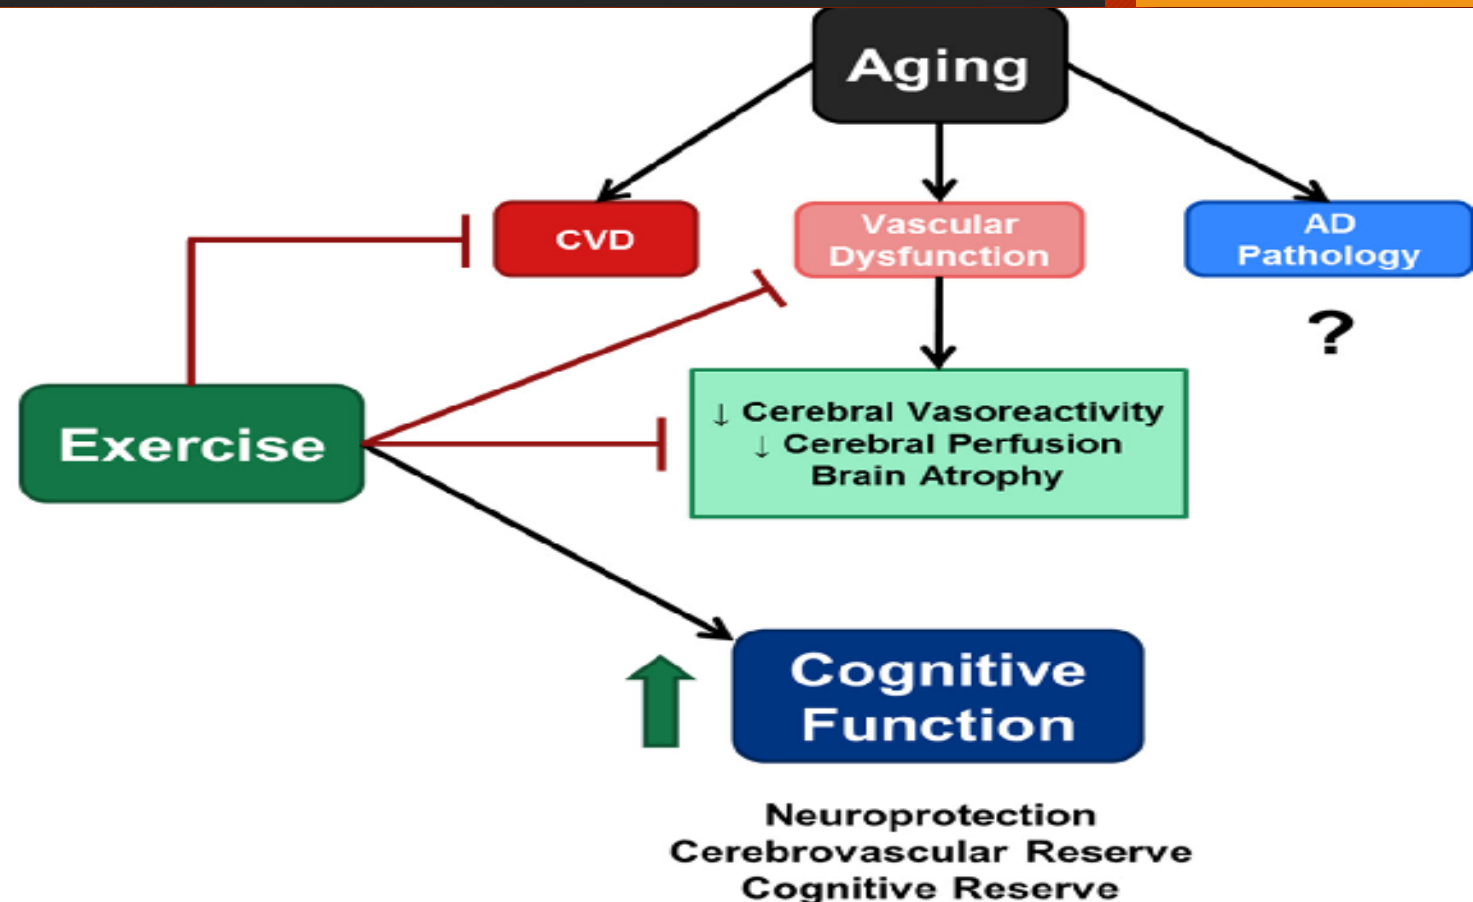 Aging
CVD
Vascular
Dysfunction
AD
Pathology
?
Exercise
↓ Cerebral Vasoreactivity
↓ Cerebral Perfusion
Brain Atrophy
Cognitive
Function
Neuroprotection
Cerebrovascular Reserve
Cognitive Reserve